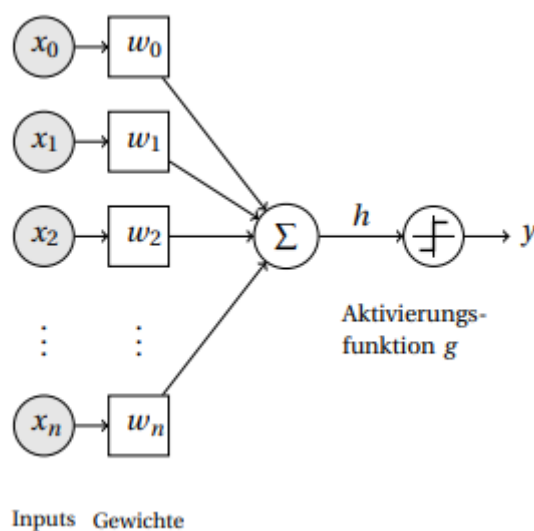 x₀ w₀
x₁ w₁
x₂ w₂ Σ h y
⋮ ⋮
xₙ wₙ
Aktivierungs-
funktion g
Inputs Gewichte